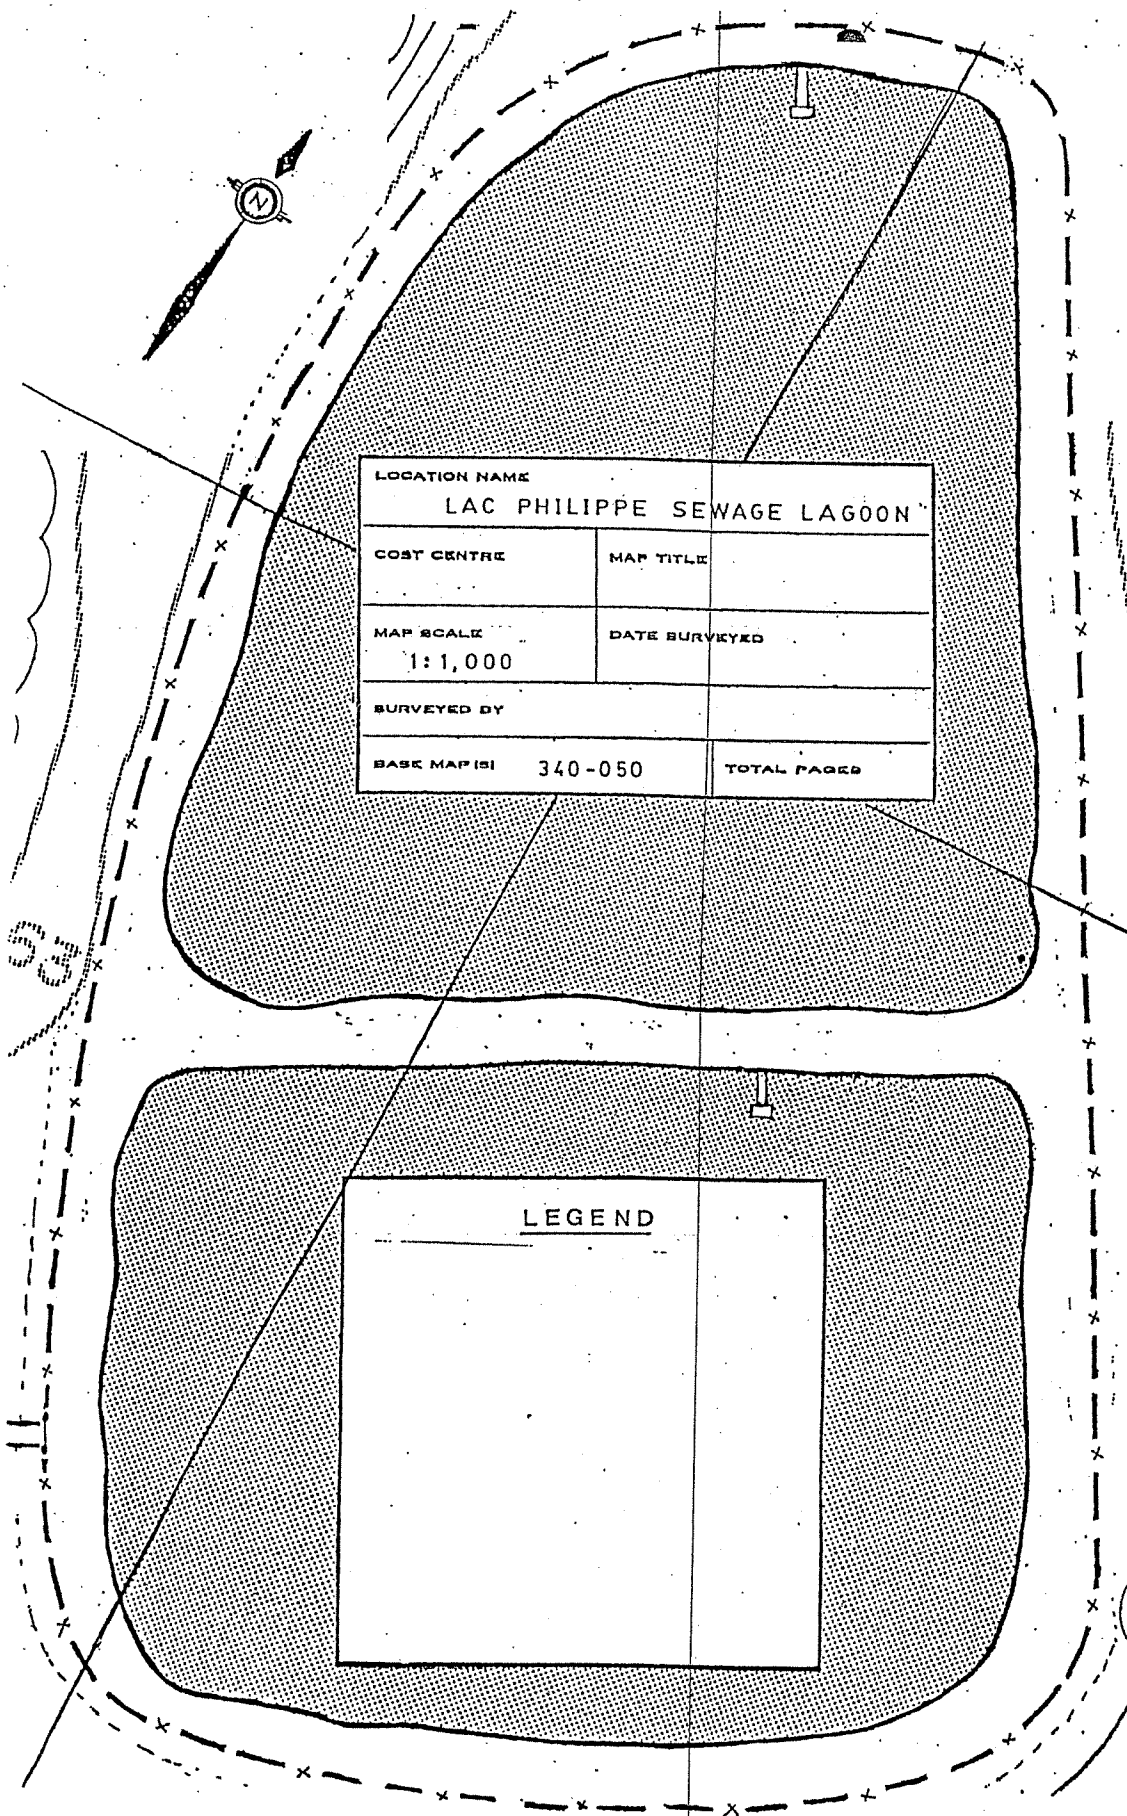 N
LOCATION NAME
LAC PHILIPPE SEWAGE LAGOON
COST CENTRE
MAP TITLE
MAP SCALE
1:1,000
DATE SURVEYED
SURVEYED BY
BASE MAP(S) 340-050
TOTAL PAGES
LEGEND